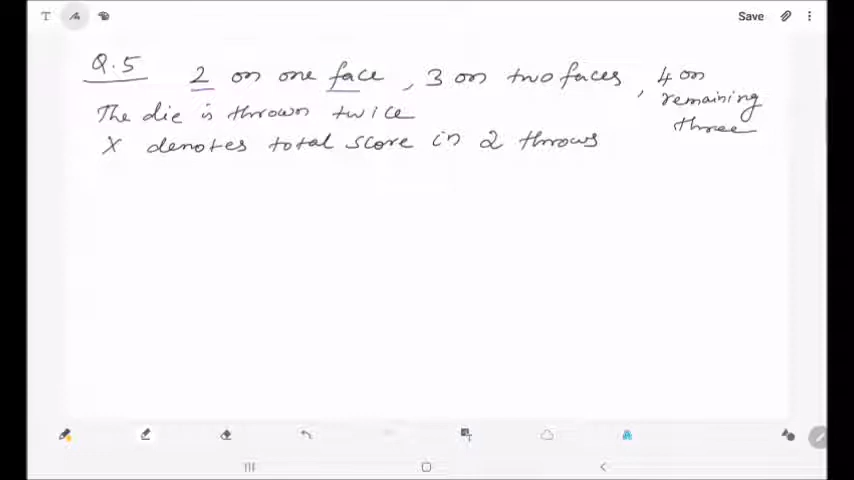 T Save
Q.5 2 on one face, 3 on two faces, 4 on
remaining
three
The die is thrown twice
X denotes total score in 2 throws